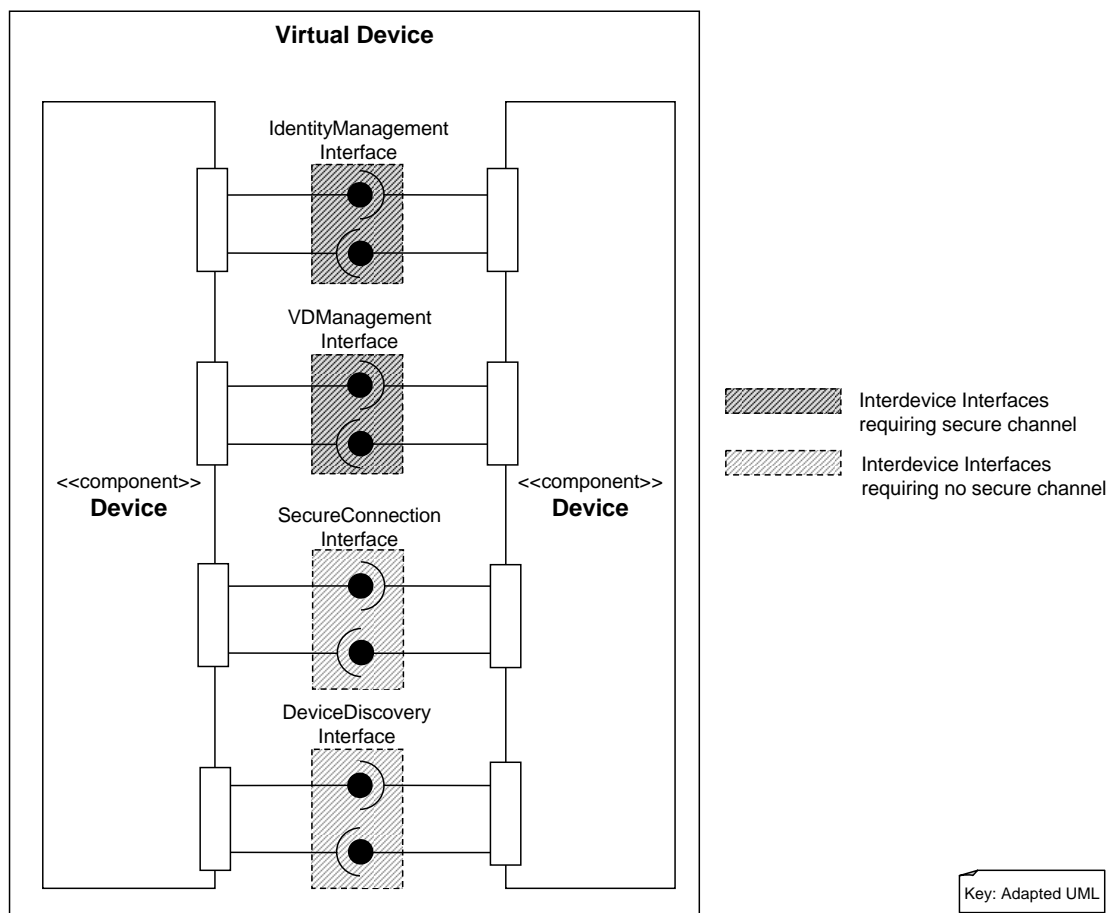 Virtual Device
IdentityManagement
Interface
VDManagement
Interface
<<component>>
Device
<<component>>
Device
SecureConnection
Interface
DeviceDiscovery
Interface
Interdevice Interfaces
requiring secure channel
Interdevice Interfaces
requiring no secure channel
Key: Adapted UML